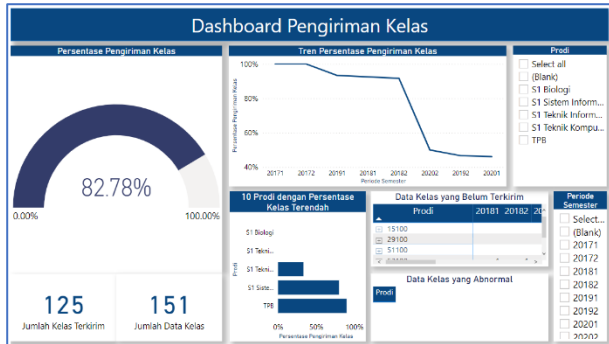 Dashboard Pengiriman Kelas
Persentase Pengiriman Kelas
82.78%
0.00%
100.00%
125
Jumlah Kelas Terkirim
151
Jumlah Data Kelas
Tren Persentase Pengiriman Kelas
Persentase Pengiriman Kelas
100%
40%
20171 20172 20191 20181 20182 20202 20192 20201
Periode Semester
Prodi
Select all
(Blank)
S1 Biologi
S1 Sistem Inform...
S1 Teknik Inform...
S1 Teknik Kompu...
TPB
10 Prodi dengan Persentase
Kelas Terendah
Prodi
S1 Biologi
S1 Tekni...
S1 Tekni...
S1 Siste...
TPB
0% 50% 100%
Persentase Pengiriman Kelas
Data Kelas yang Belum Terkirim
Prodi 20181 20182
15100
29100
51100
Data Kelas yang Abnormal
Prodi
Periode
Semester
Select...
(Blank)
20171
20172
20181
20182
20191
20192
20201
20202